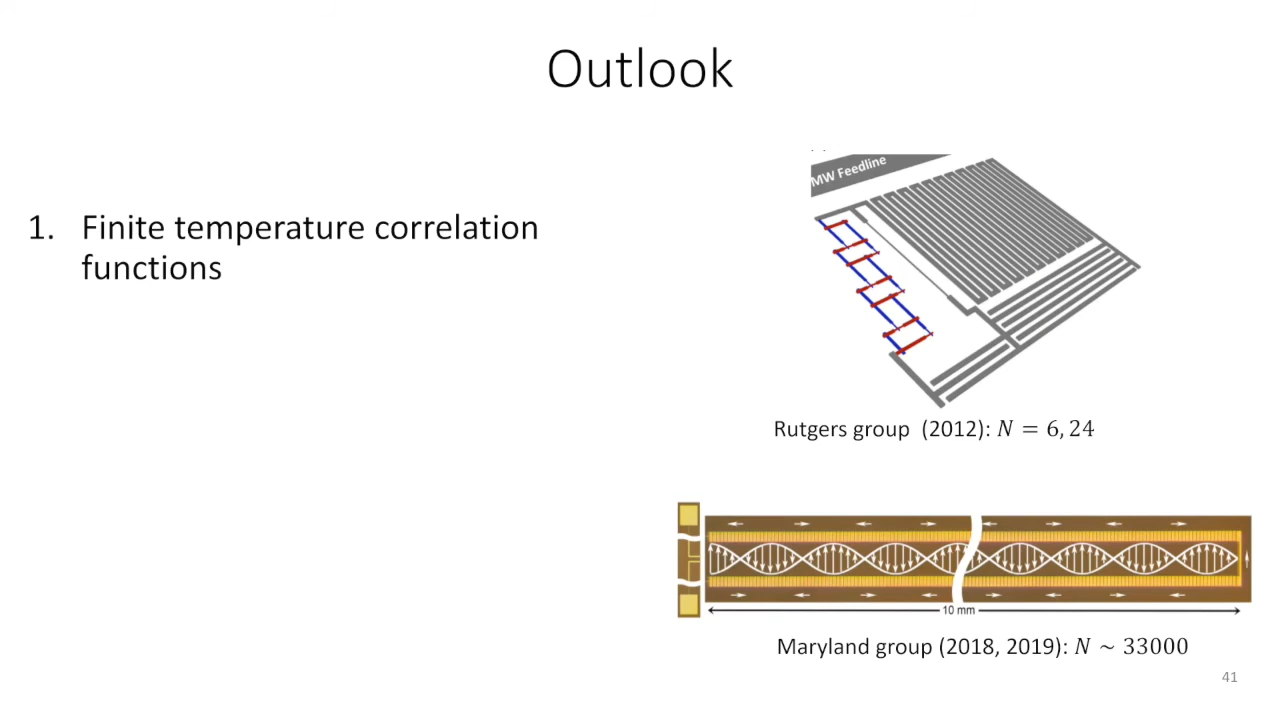 Outlook
1. Finite temperature correlation
functions
MW Feedline
Rutgers group (2012): N = 6, 24
10 mm
Maryland group (2018, 2019): N ~ 33000
41